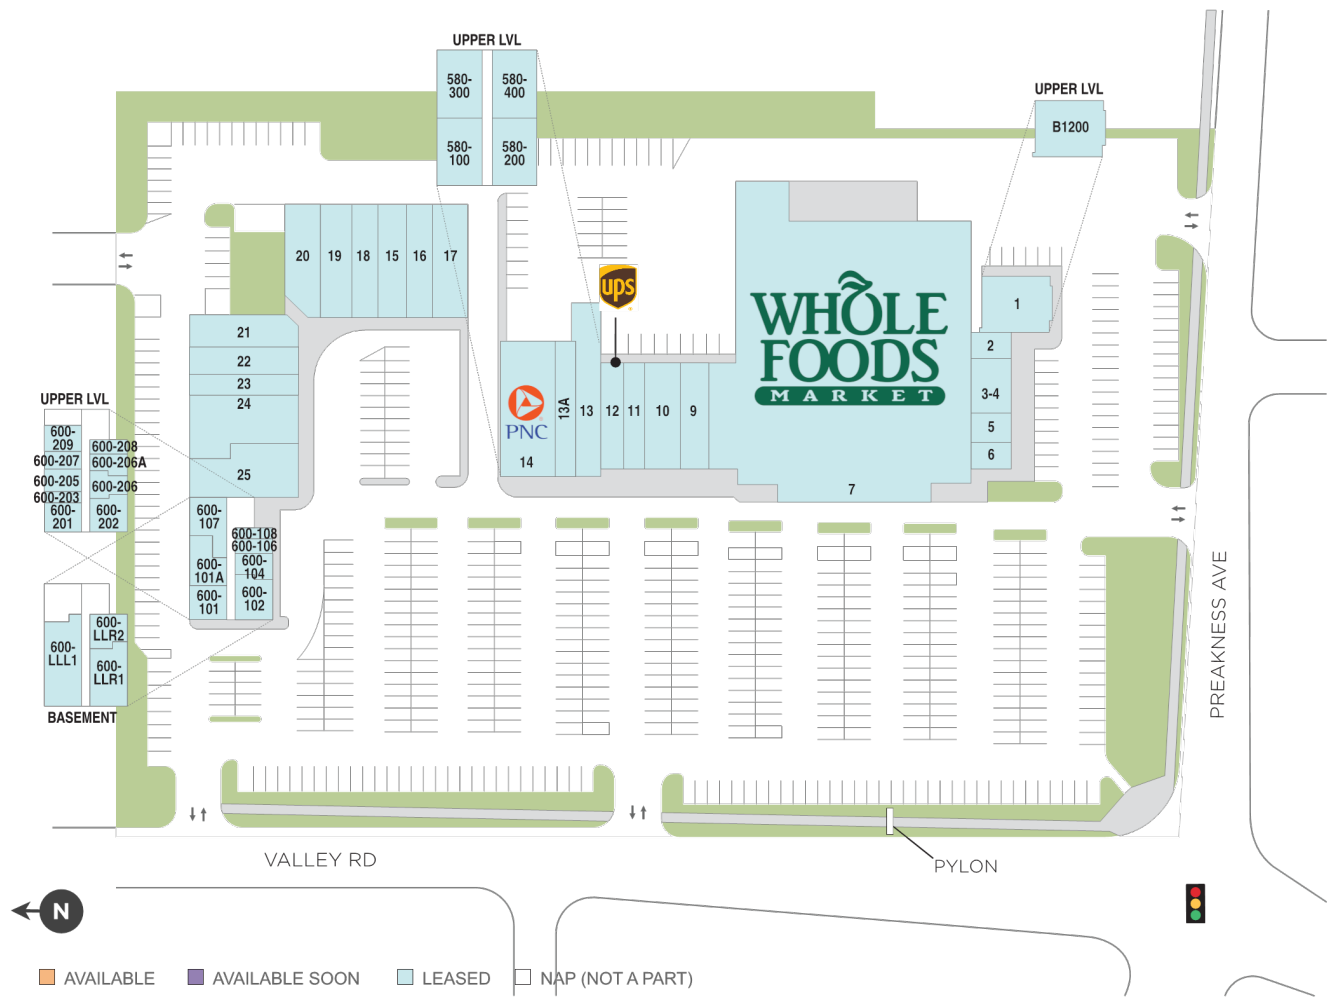 UPPER LVL
580-
300
580-
400
580-
100
580-
200
UPPER LVL
B1200
20
19
18
15
16
17
ups
WHOLE
FOODS
MARKET
1
2
3-4
5
6
7
21
22
23
24
25
PNC
14
13A
13
12
11
10
9
UPPER LVL
600-
209
600-207
600-205
600-203
600-
201
600-208
600-206A
600-206
600-
202
600-
107
600-108
600-106
600-
101A
600-
104
600-
101
600-
102
600-
LLL1
600-
LLR2
600-
LLR1
BASEMENT
PREAKNESS AVE
VALLEY RD
PYLON
N
AVAILABLE
AVAILABLE SOON
LEASED
NAP (NOT A PART)